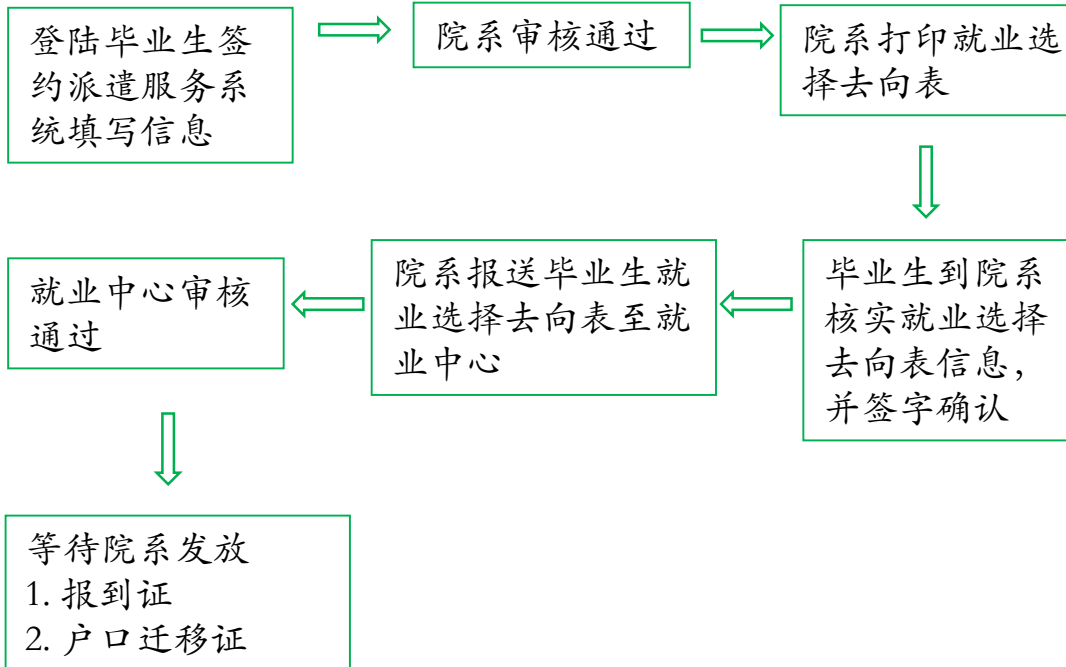 登陆毕业生签
约派遣服务系
统填写信息
院系审核通过
院系打印就业选
择去向表
毕业生到院系
核实就业选择
去向表信息，
并签字确认
院系报送毕业生就
业选择去向表至就
业中心
就业中心审核
通过
等待院系发放
1. 报到证
2. 户口迁移证